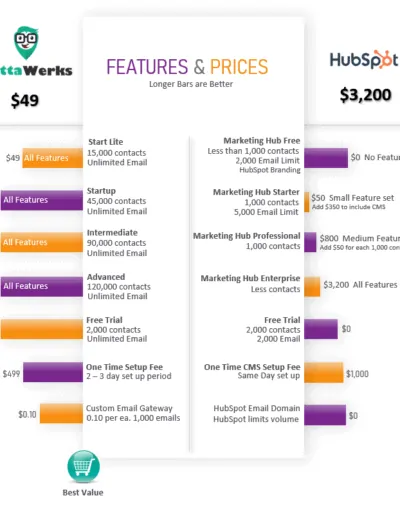 ttaWerks
$49
FEATURES & PRICES
Longer Bars are Better
HubSpot
$3,200
Start Lite
$49 All Features
15,000 contacts
Unlimited Email
Marketing Hub Free
Less than 1,000 contacts
2,000 Email Limit
HubSpot Branding
$0 No Featur
Startup
All Features
45,000 contacts
Unlimited Email
Marketing Hub Starter
1,000 contacts
5,000 Email Limit
$50 Small Feature set
Add $350 to include CMS
Intermediate
All Features
90,000 contacts
Unlimited Email
Marketing Hub Professional
1,000 contacts
$800 Medium Feature
Add $50 for each 1,000 conta
Advanced
All Features
120,000 contacts
Unlimited Email
Marketing Hub Enterprise
Less contacts
$3,200 All Features
Free Trial
2,000 contacts
Unlimited Email
Free Trial
2,000 contacts
2,000 Email
$0
$499
One Time Setup Fee
2 – 3 day set up period
One Time CMS Setup Fee
Same Day set up
$1,000
$0.10
Custom Email Gateway
0.10 per ea. 1,000 emails
HubSpot Email Domain
HubSpot limits volume
$0
Best Value